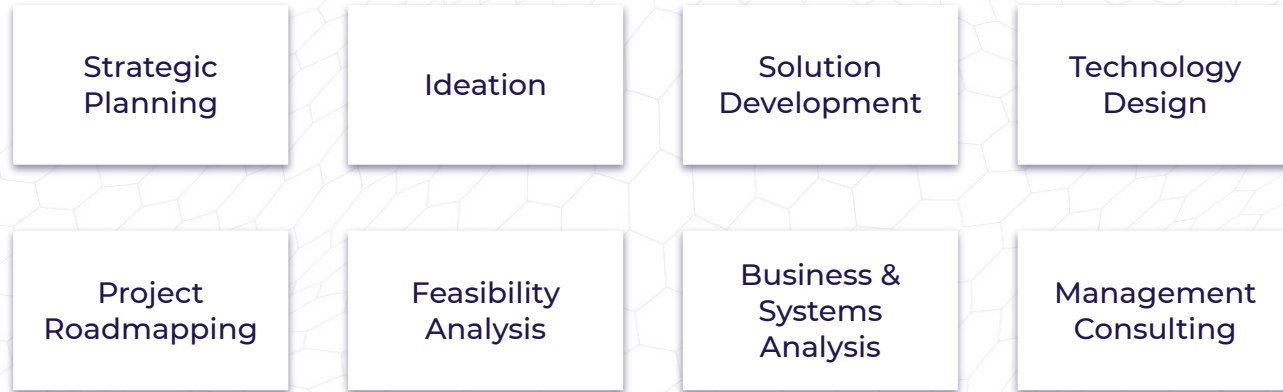 Strategic
Planning
Ideation
Solution
Development
Technology
Design
Project
Roadmapping
Feasibility
Analysis
Business &
Systems
Analysis
Management
Consulting